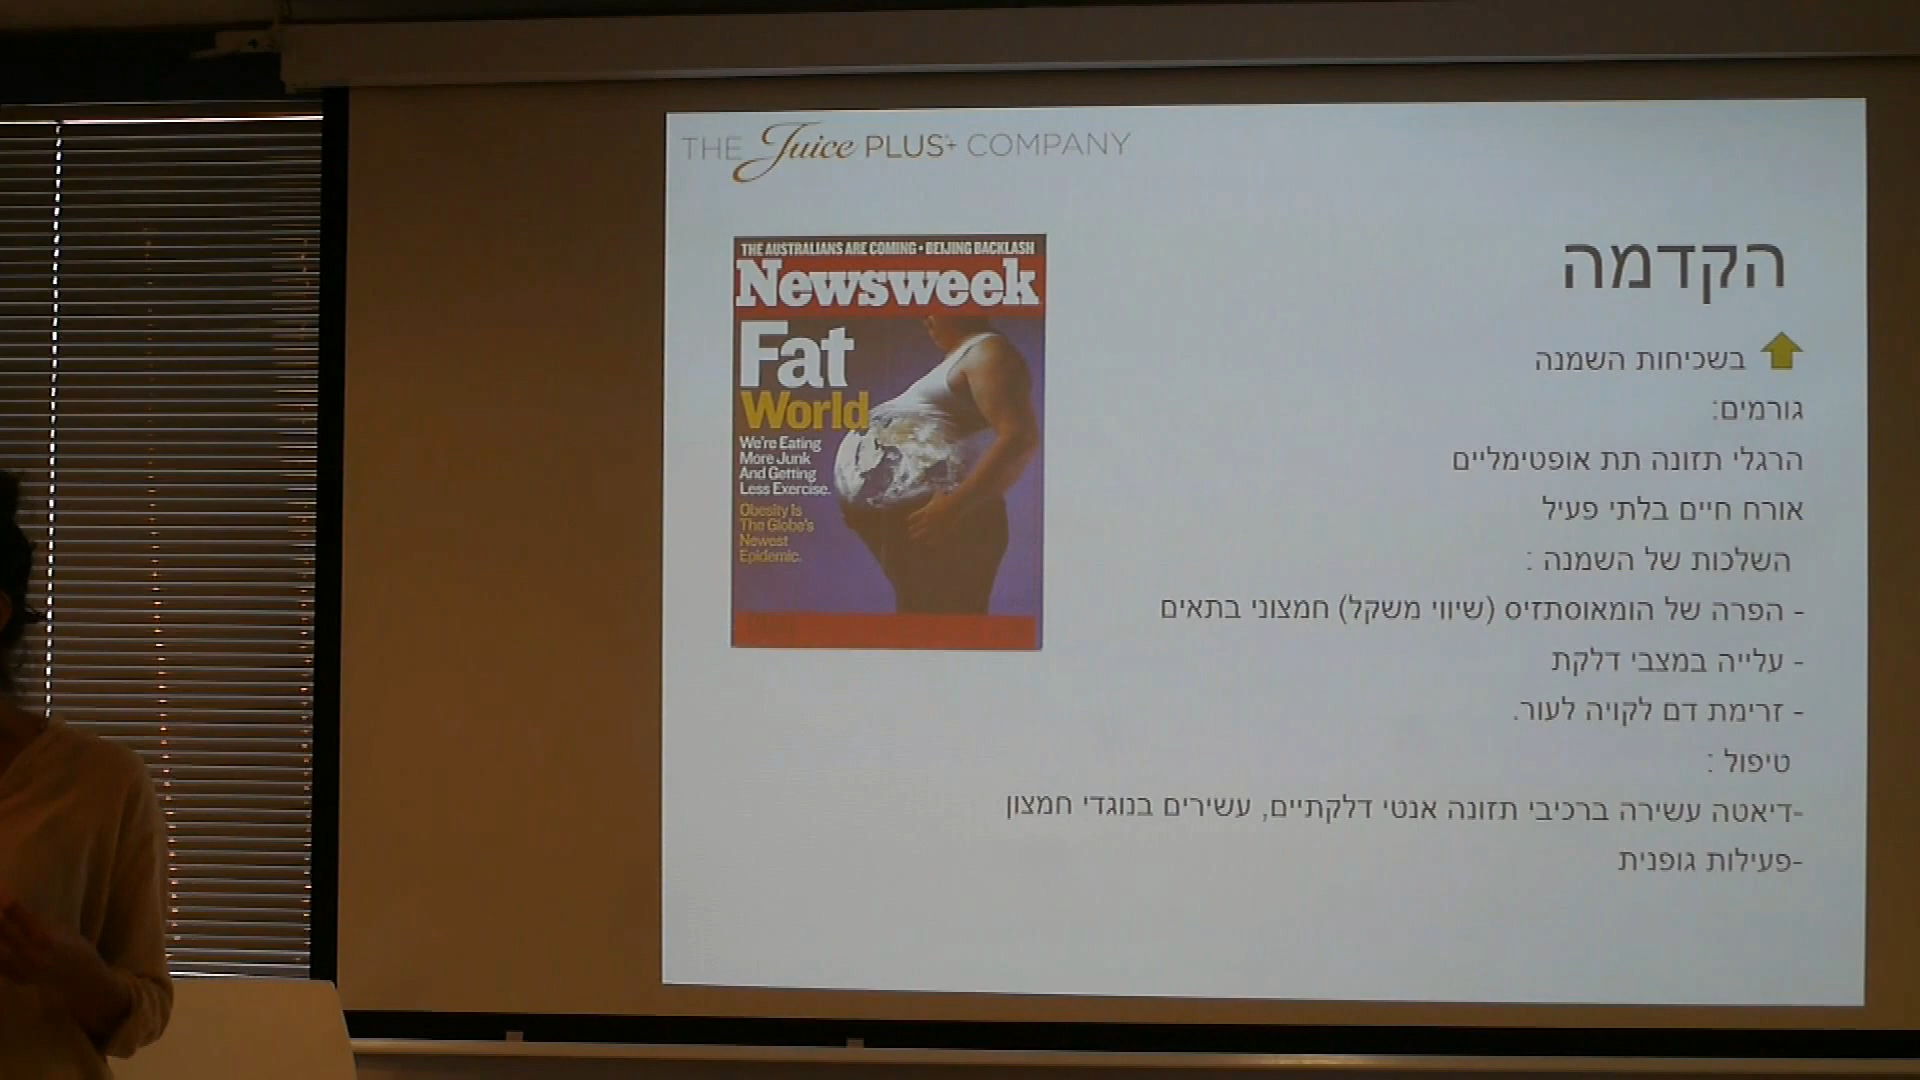 THE Juice PLUS+ COMPANY
THE AUSTRALIANS ARE COMING • BEIJING BACKLASH
Newsweek
Fat
World
We're Eating
More Junk
And Getting
Less Exercise.
Obesity Is
The Globe's
Newest
Epidemic.
הקדמה
בשכיחות השמנה
גורמים:
הרגלי תזונה תת אופטימליים
אורח חיים בלתי פעיל
השלכות של השמנה :
- הפרה של הומאוסתזיס (שיווי משקל) חמצוני בתאים
- עלייה במצבי דלקת
- זרימת דם לקויה לעור.
טיפול :
-דיאטה עשירה ברכיבי תזונה אנטי דלקתיים, עשירים בנוגדי חמצון
-פעילות גופנית